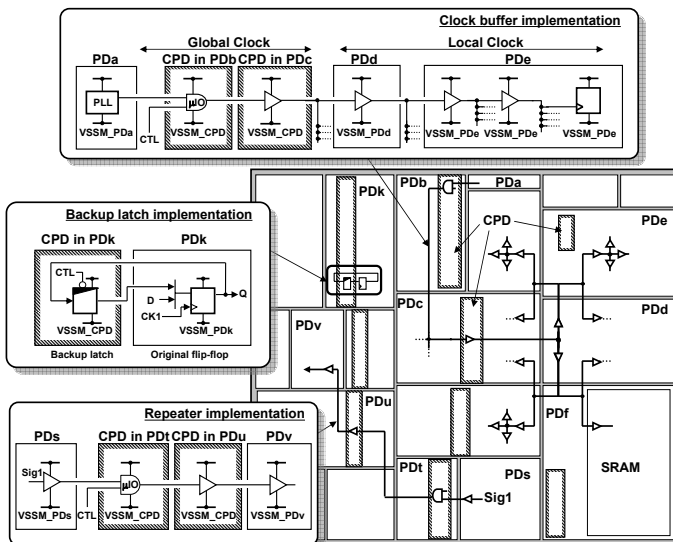 Clock buffer implementation
Global Clock
Local Clock
PDa
CPD in PDb
CPD in PDc
PDd
PDe
PLL
μIO
VSSM_PDa
CTL
VSSM_CPD
VSSM_CPD
VSSM_PDd
VSSM_PDe
VSSM_PDe
VSSM_PDe
PDk
PDb
PDa
PDe
CPD
PDc
PDd
PDv
PDu
PDf
PDt
PDs
Sig1
SRAM
Backup latch implementation
CPD in PDk
PDk
CTL
D
CK1
Q
VSSM_CPD
VSSM_PDk
Backup latch
Original flip-flop
Repeater implementation
PDs
CPD in PDt
CPD in PDu
PDv
Sig1
μIO
VSSM_PDs
CTL
VSSM_CPD
VSSM_CPD
VSSM_PDv